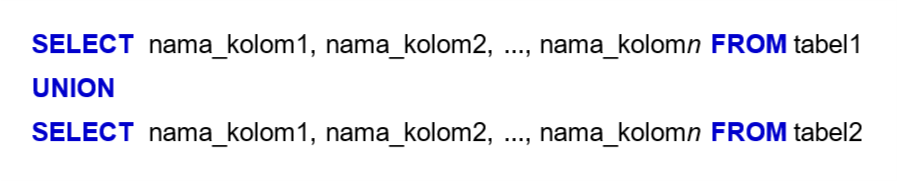 SELECT nama_kolom1, nama_kolom2, ..., nama_kolomn FROM tabel1
UNION
SELECT nama_kolom1, nama_kolom2, ..., nama_kolomn FROM tabel2